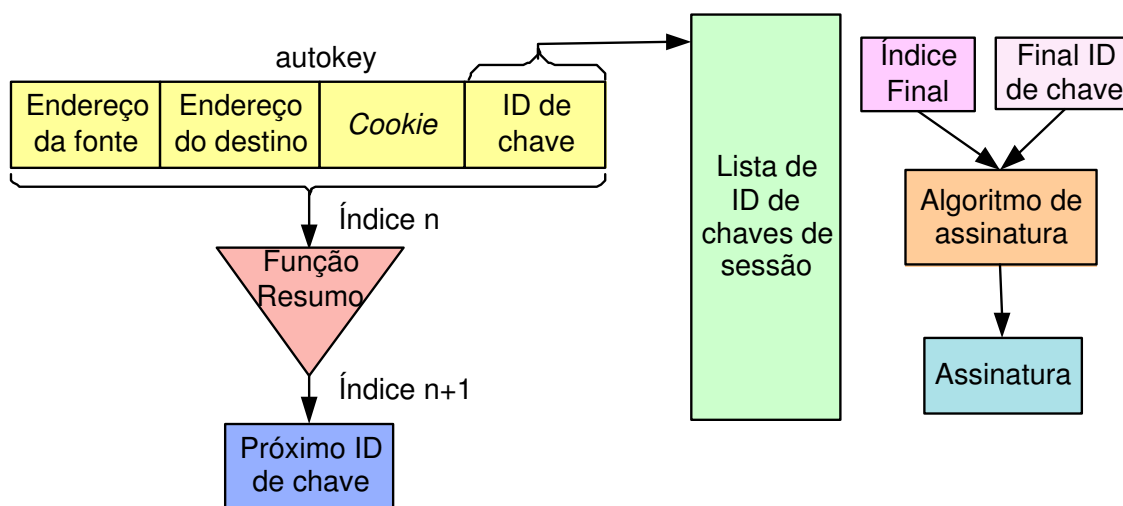 autokey
Endereço
da fonte
Endereço
do destino
Cookie
ID de
chave
Índice n
Função
Resumo
Índice n+1
Próximo ID
de chave
Lista de
ID de
chaves de
sessão
Índice
Final
Final ID
de chave
Algoritmo de
assinatura
Assinatura